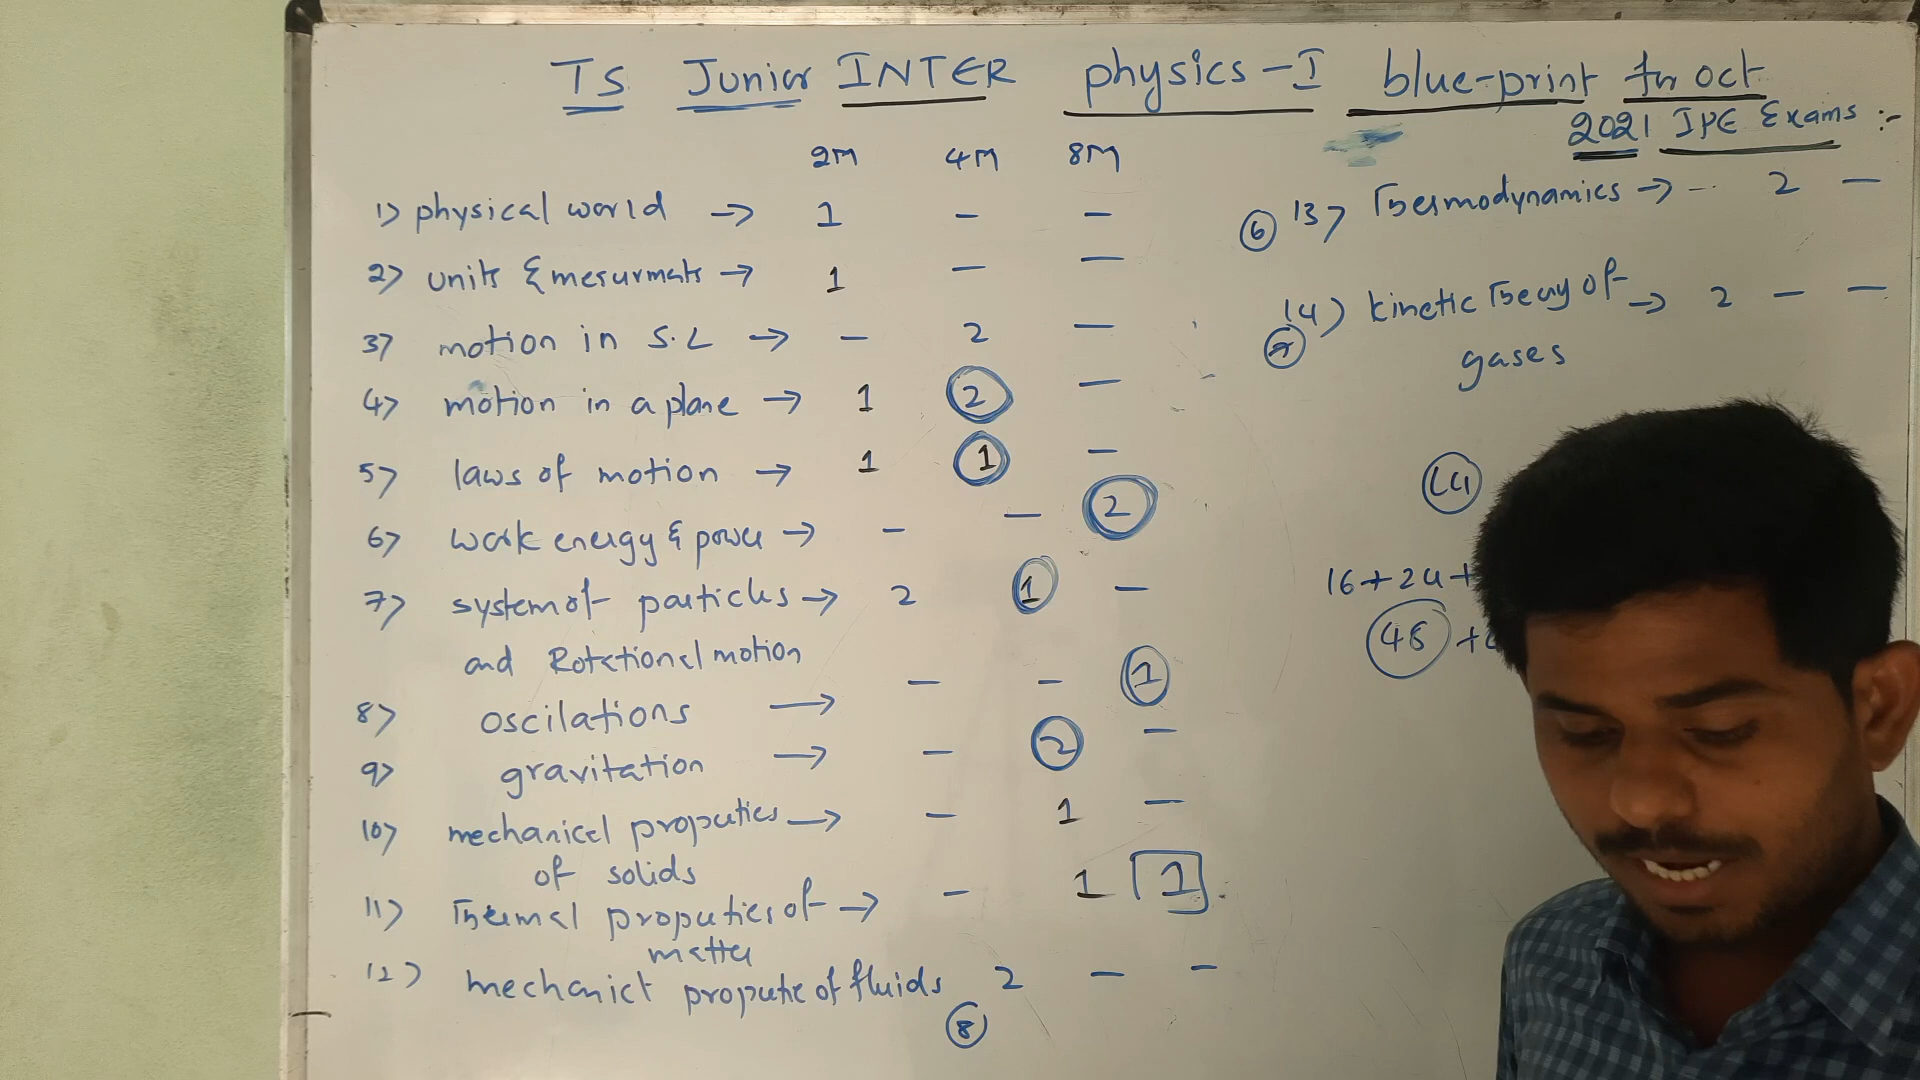 TS Junior INTER physics-I blue-print for oct
2021 IPE Exams :-
2M 4M 8M
1) physical world → 1 - -
2) units & mesurmats → 1 - -
3) motion in S.L → - 2 -
4) motion in a plane → 1 2 -
5) laws of motion → 1 1 -
6) work energy & power → - - 2
7) system of particles → 2 1 -
and Rotational motion
8) oscilations → - - 1
9) gravitation → - 2 -
10) mechanical properties → - 1 -
of solids
11) Thermal properties of → - 1 1
matter
12) mechanicl propertie of fluids 2 - -
8
6 13) Thermodynamics → - 2 -
14) kinetic Theory of → 2 - -
gases
16+24+
48 +